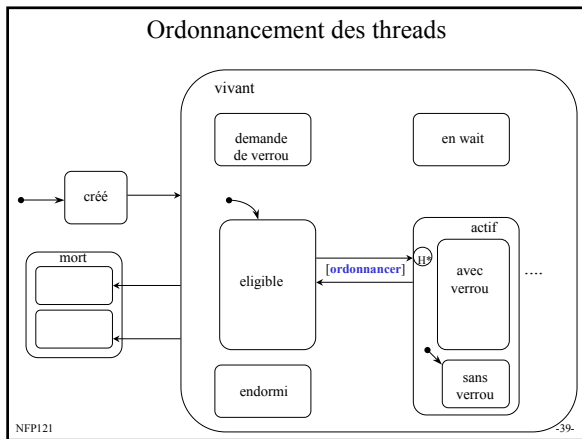 Ordonnancement des threads
vivant
demande
de verrou
en wait
créé
actif
mort
eligible
[ordonnancer]
H*
avec
verrou
....
endormi
sans
verrou
NFP121
-39-